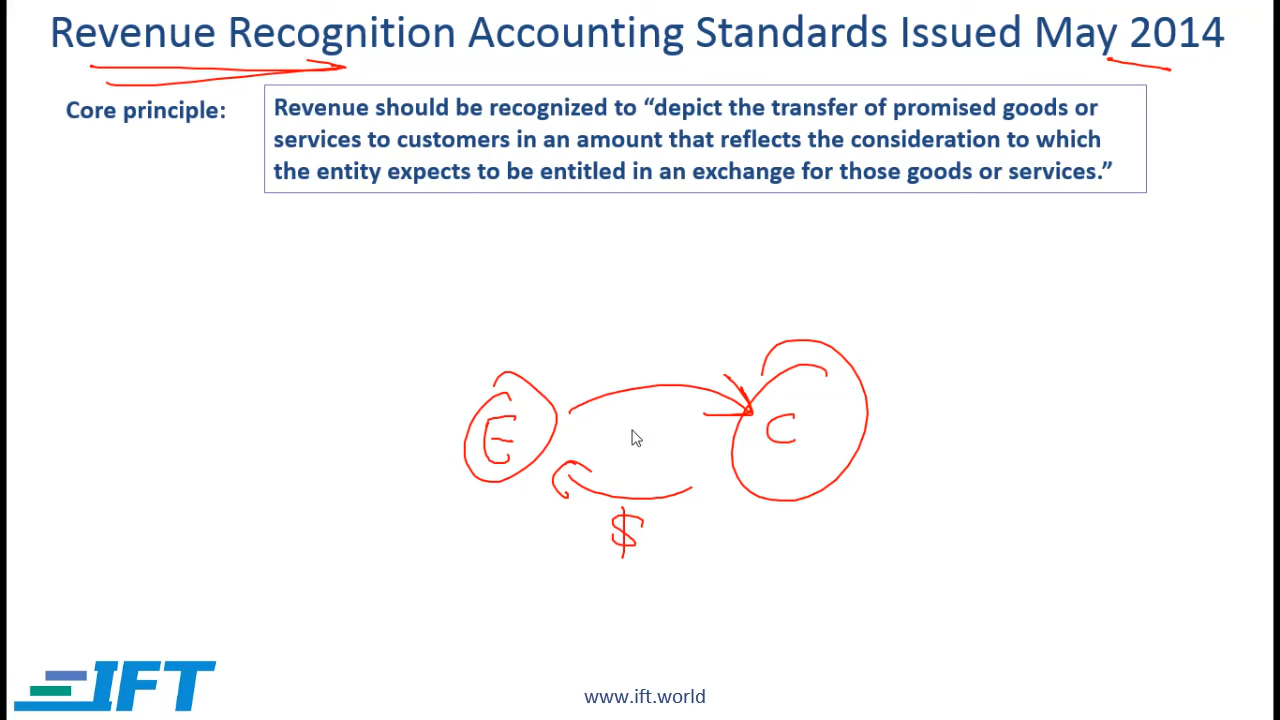 Revenue Recognition Accounting Standards Issued May 2014
Core principle:
Revenue should be recognized to “depict the transfer of promised goods or
services to customers in an amount that reflects the consideration to which
the entity expects to be entitled in an exchange for those goods or services.”
E
C
$
IFT
www.ift.world